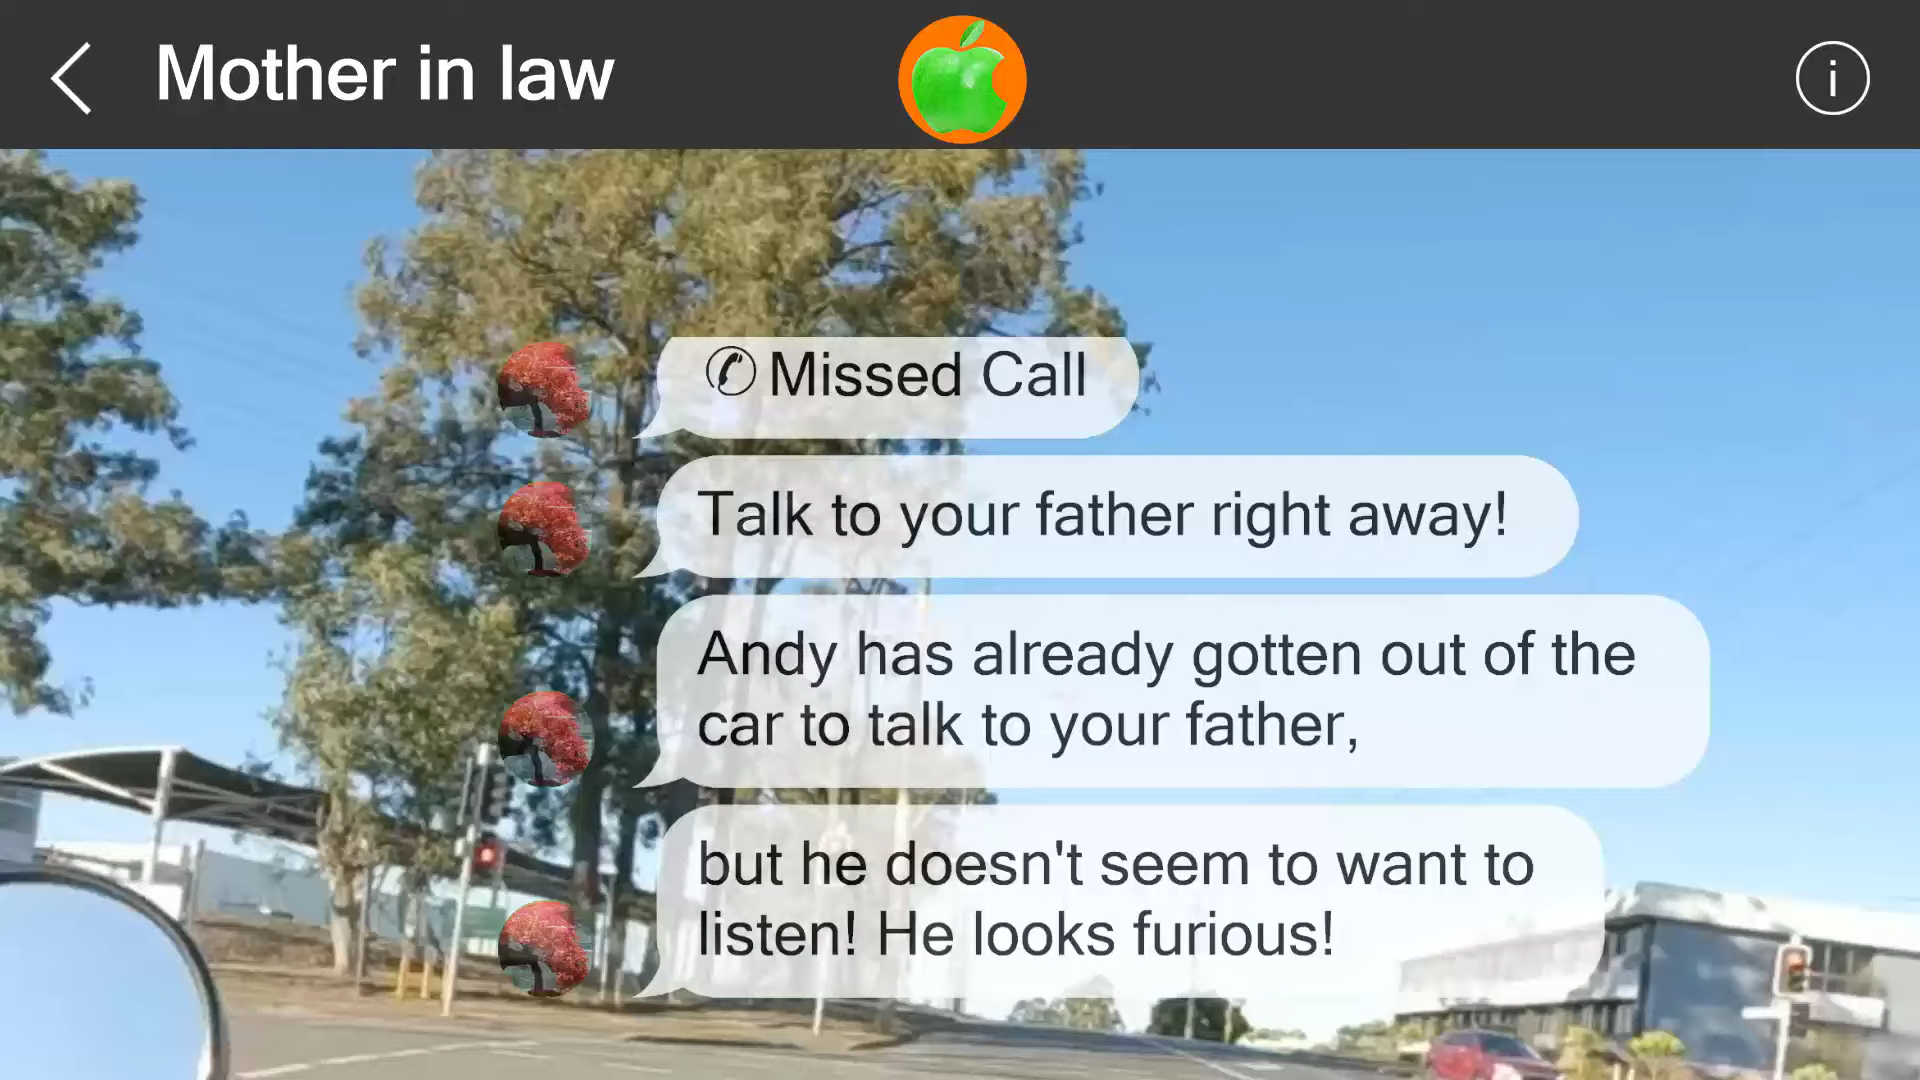 Mother in law
✆ Missed Call
Talk to your father right away!
Andy has already gotten out of the
car to talk to your father,
but he doesn't seem to want to
listen! He looks furious!